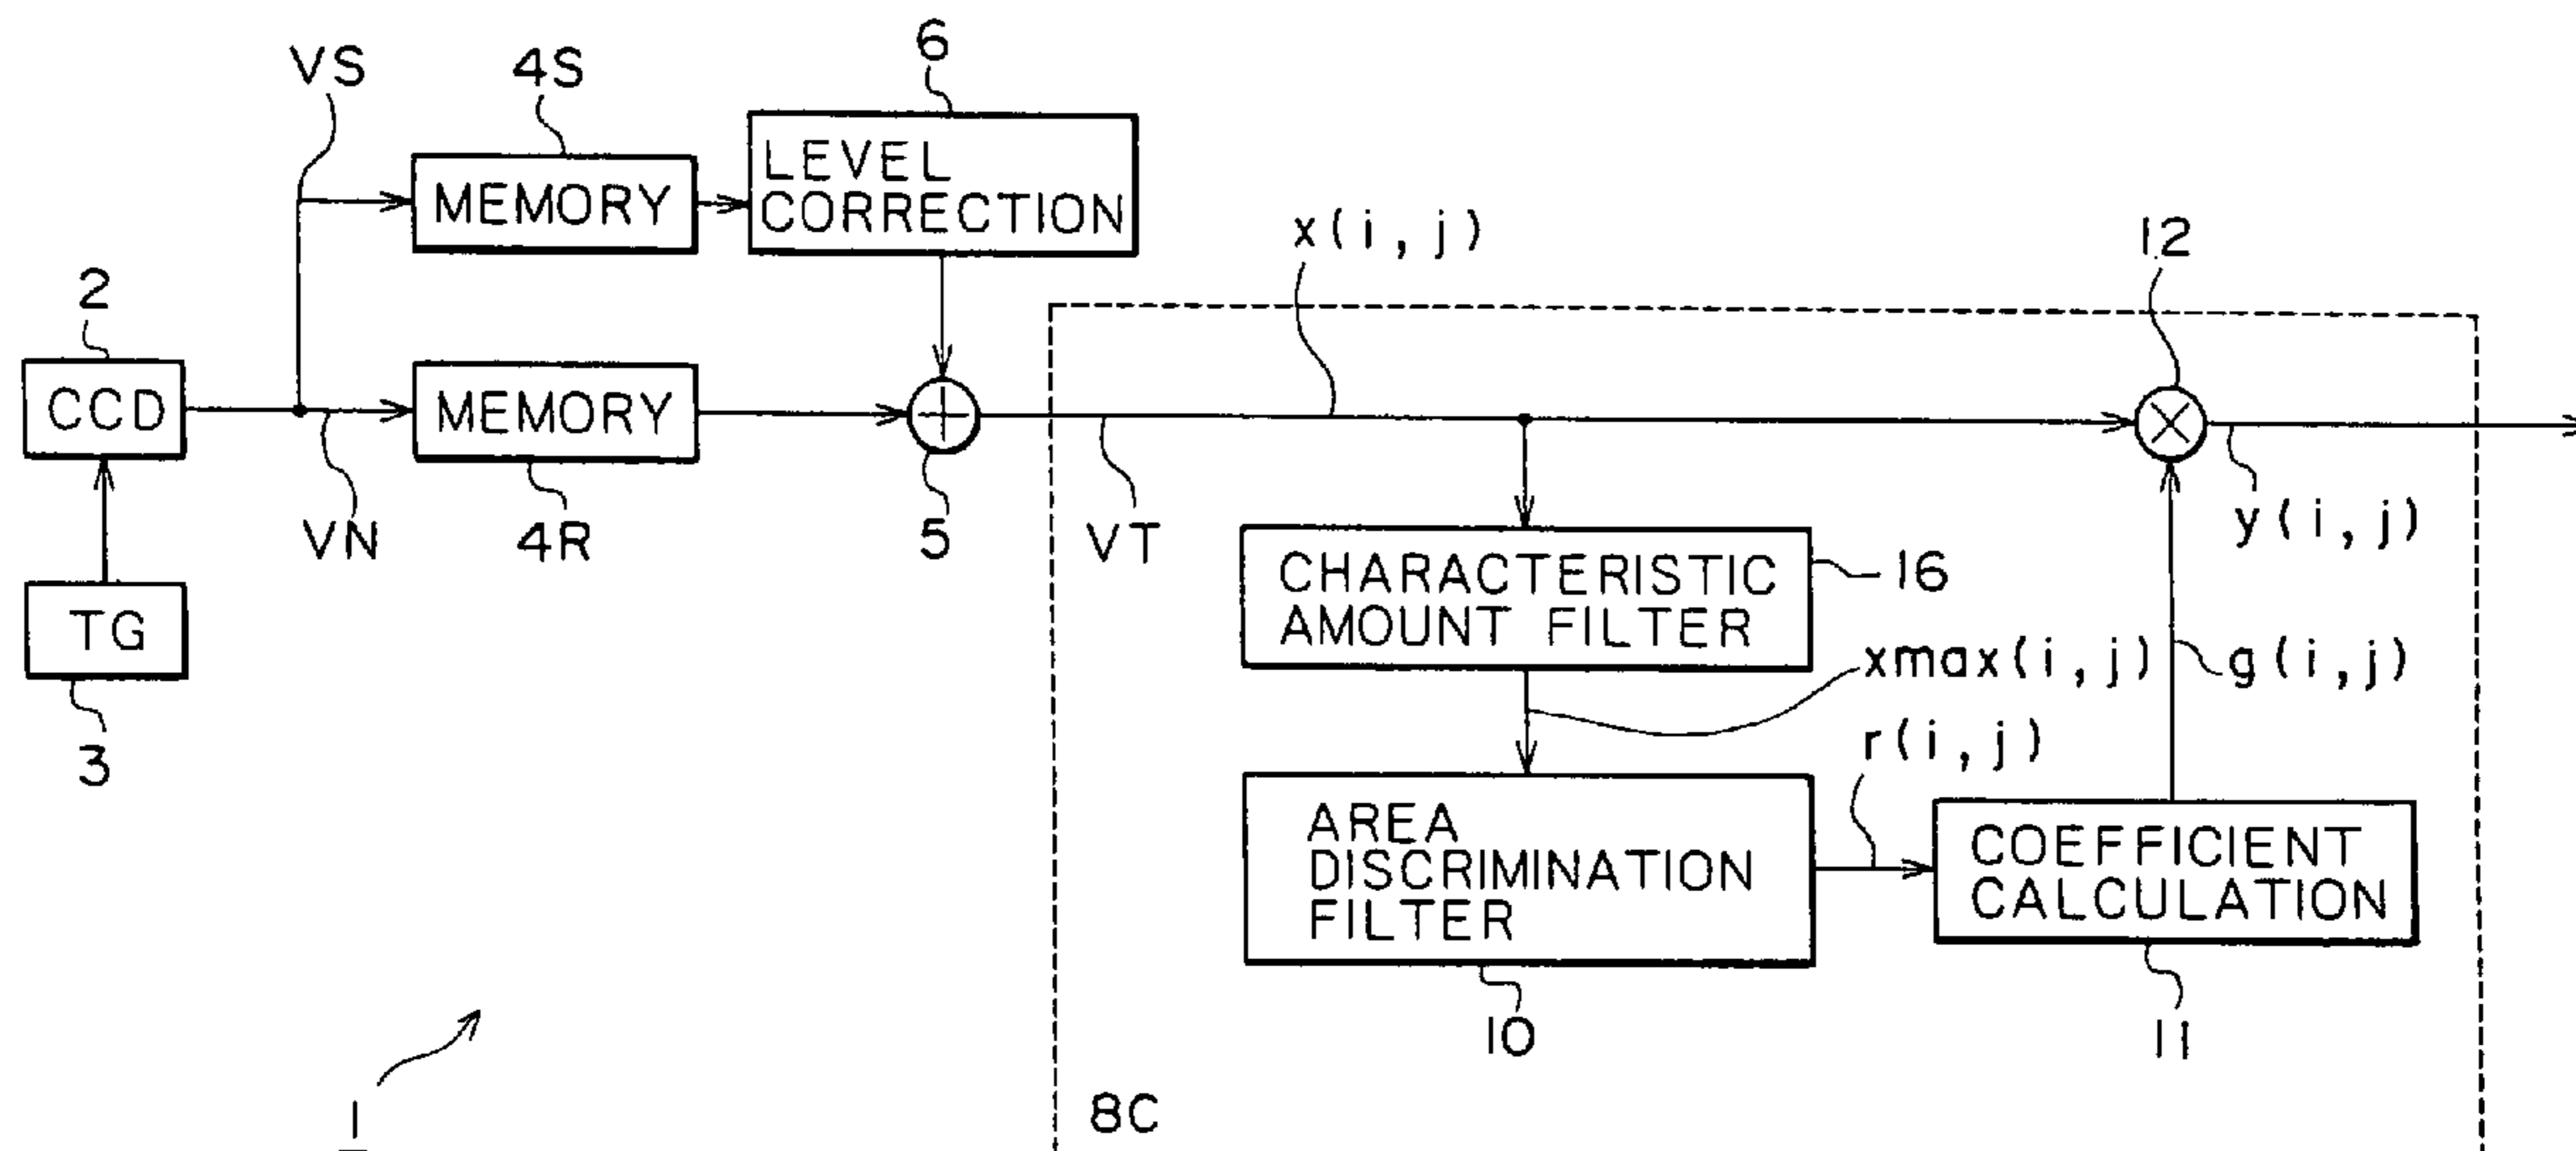 VS
4S
6
MEMORY
LEVEL
CORRECTION
x(i, j)
12
2
CCD
MEMORY
VN
4R
5
VT
y(i, j)
TG
3
CHARACTERISTIC
AMOUNT FILTER
16
xmax(i, j)
g(i, j)
r(i, j)
AREA
DISCRIMINATION
FILTER
COEFFICIENT
CALCULATION
10
11
1
8C